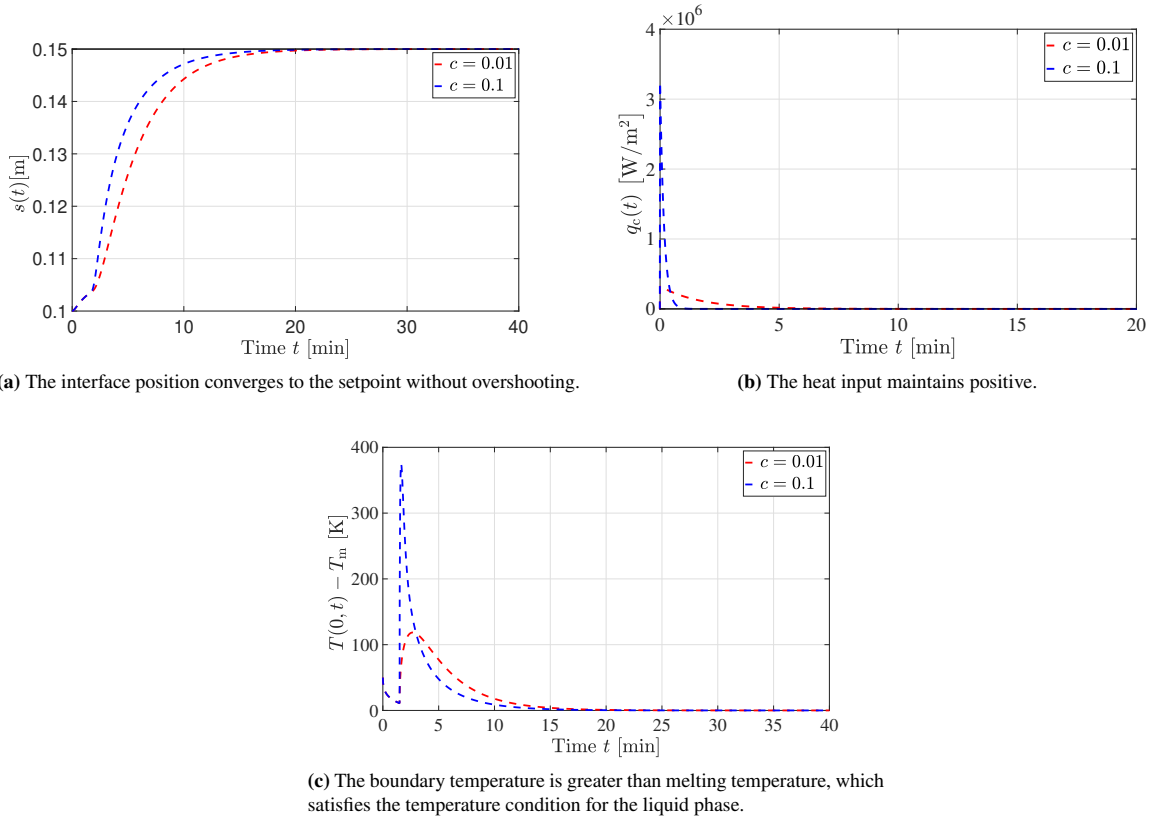 0.15
0.14
0.13
0.12
0.11
0.1
s(t)[m]
0 10 20 30 40
Time t [min]
c = 0.01
c = 0.1
(a) The interface position converges to the setpoint without overshooting.
×10⁶
4
3
2
1
0
q_c(t) [W/m²]
0 5 10 15 20
Time t [min]
c = 0.01
c = 0.1
(b) The heat input maintains positive.
400
300
200
100
0
T(0, t) − T_m [K]
0 5 10 15 20 25 30 35 40
Time t [min]
c = 0.01
c = 0.1
(c) The boundary temperature is greater than melting temperature, which
satisfies the temperature condition for the liquid phase.